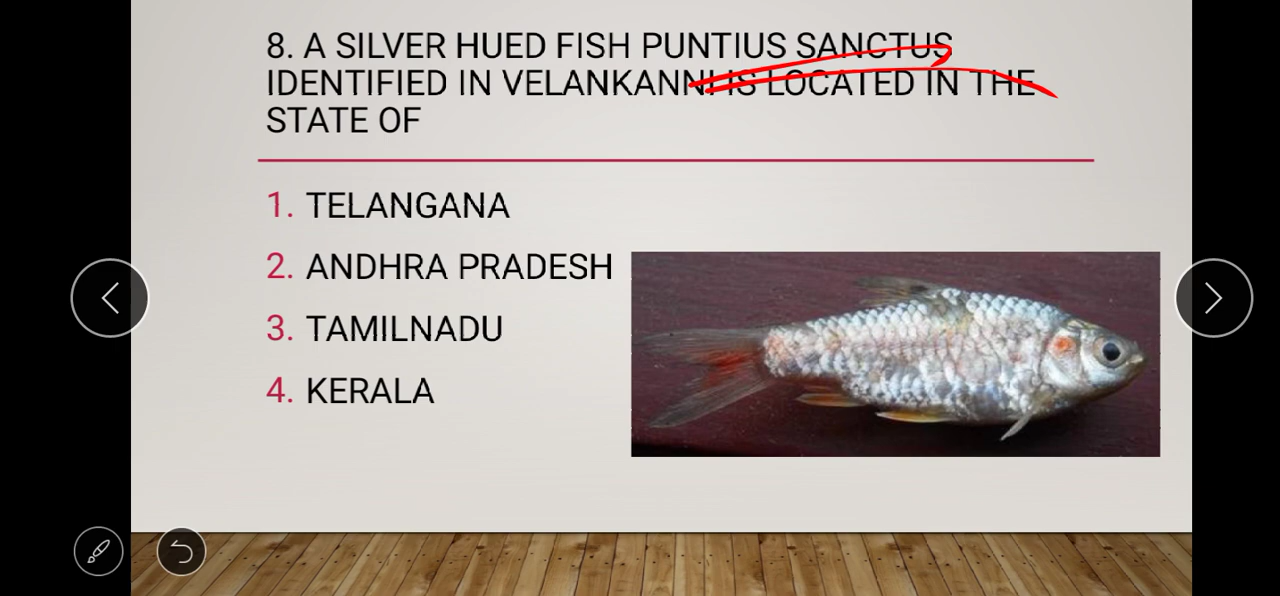 8. A SILVER HUED FISH PUNTIUS SANCTUS
IDENTIFIED IN VELANKANNI IS LOCATED IN THE
STATE OF
1. TELANGANA
2. ANDHRA PRADESH
3. TAMILNADU
4. KERALA